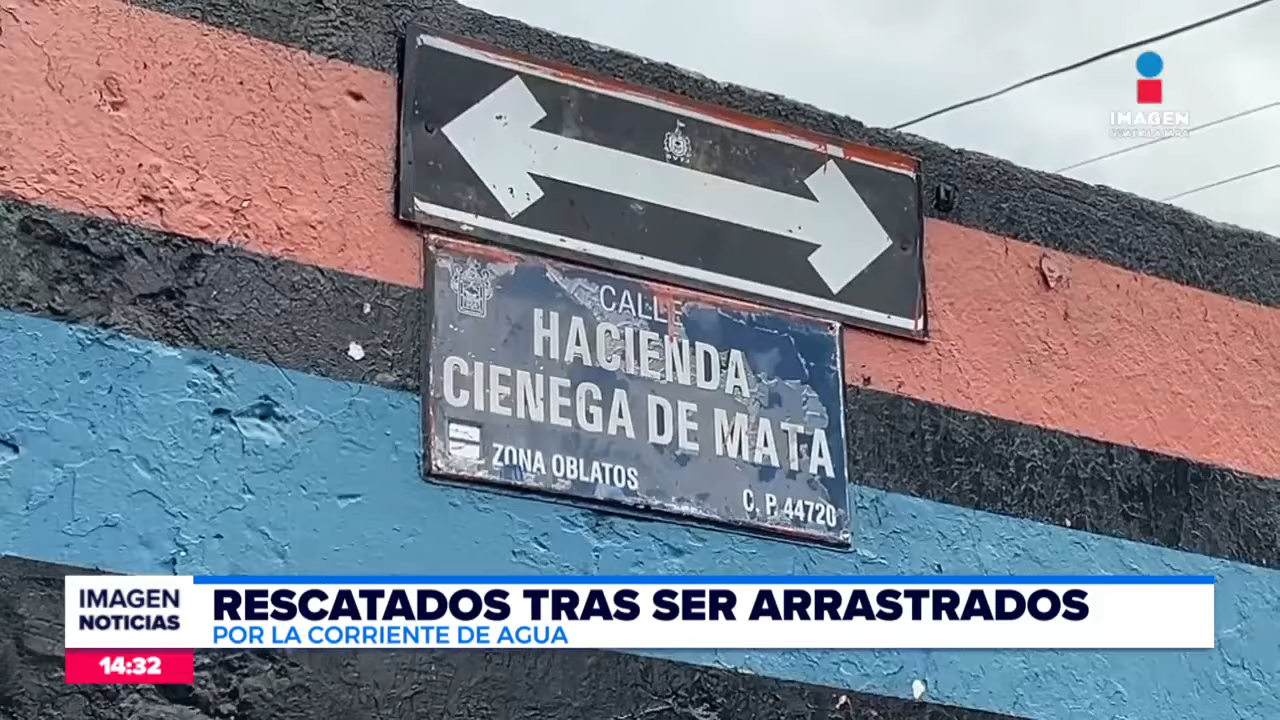 IMAGEN
CALLE
HACIENDA
CIENEGA DE MATA
ZONA OBLATOS
C. P. 44720
IMAGEN
NOTICIAS
RESCATADOS TRAS SER ARRASTRADOS
POR LA CORRIENTE DE AGUA
14:32